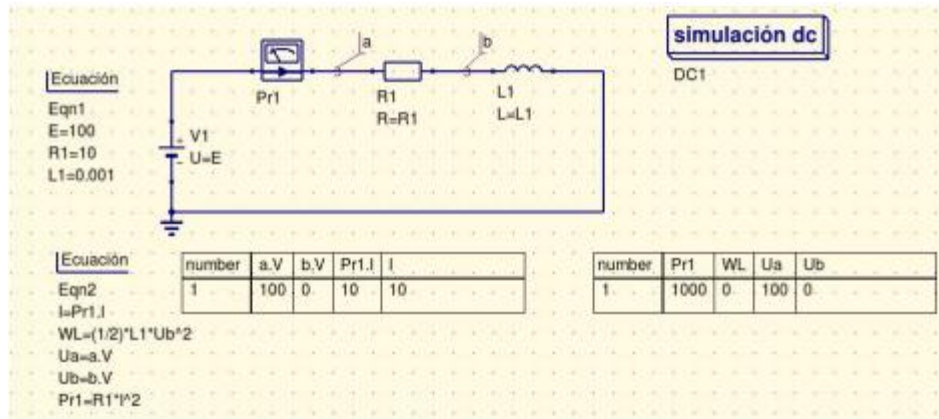 simulación dc
DC1
Ecuación
Eqn1
E=100
R1=10
L1=0.001
V1
U=E
Pr1
a
R1
R=R1
b
L1
L=L1
Ecuación
Eqn2
I=Pr1.I
WL=(1/2)*L1*Ub^2
Ua=a.V
Ub=b.V
Pr1=R1*I^2
number a.V b.V Pr1.I I
1 100 0 10 10
number Pr1 WL Ua Ub
1 1000 0 100 0